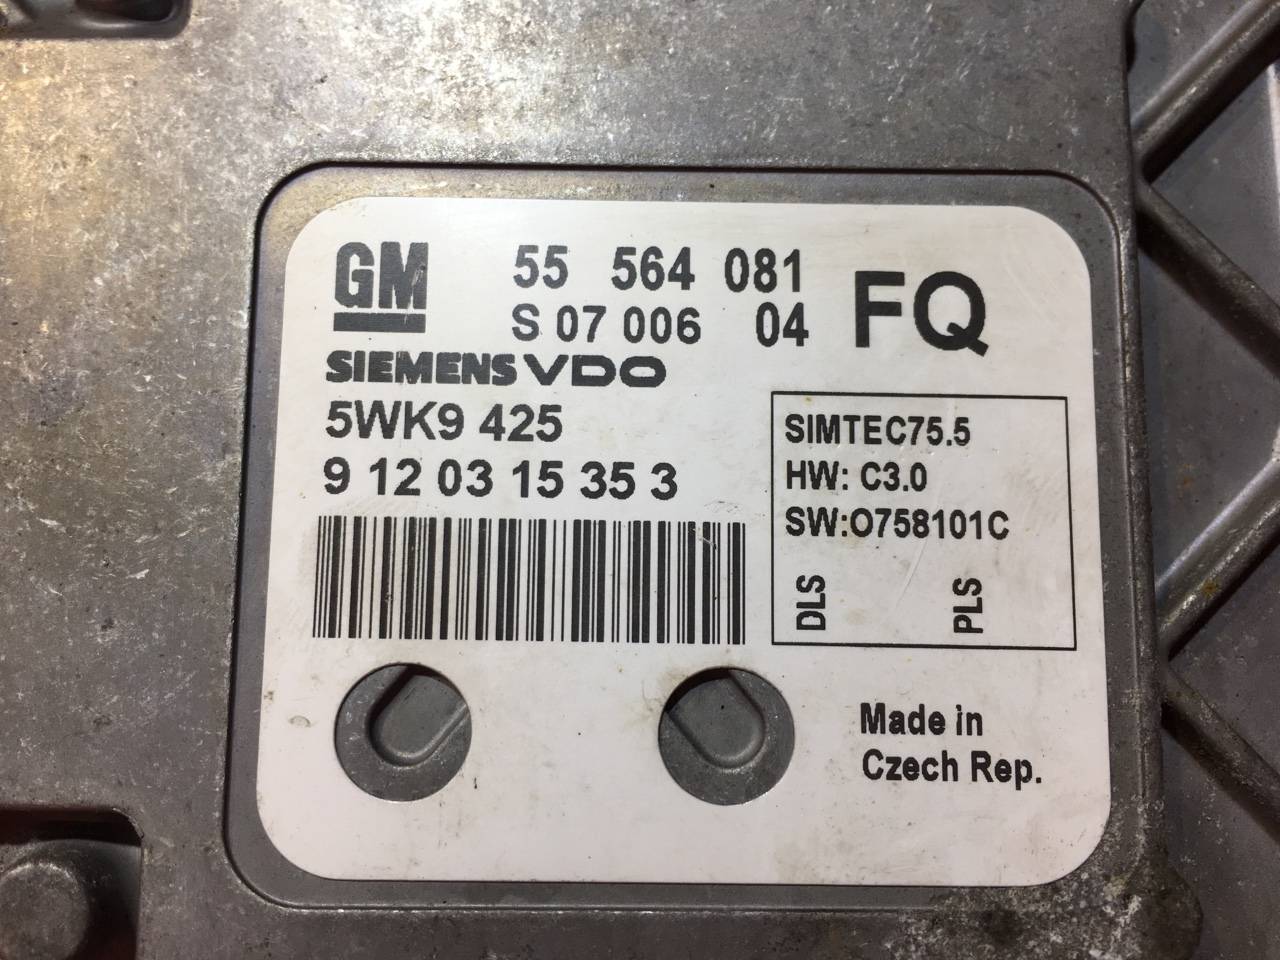 GM 55 564 081 FQ
S 07 006 04
SIEMENS VDO
5WK9 425
9 12 03 15 35 3
SIMTEC75.5
HW: C3.0
SW:O758101C
DLS PLS
Made in
Czech Rep.